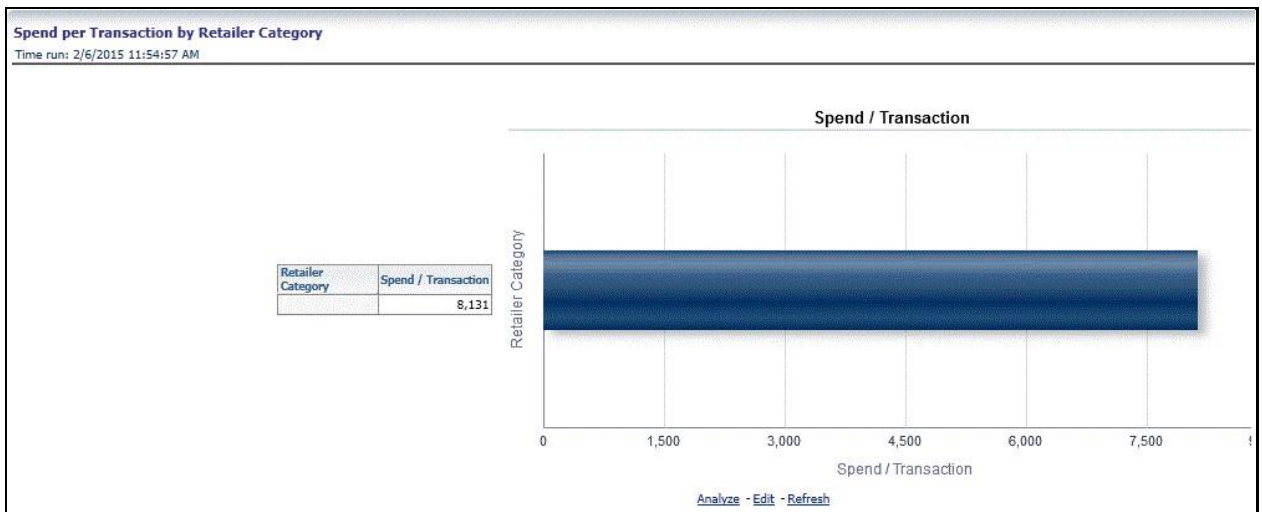 Spend per Transaction by Retailer Category
Time run: 2/6/2015 11:54:57 AM
Spend / Transaction
Retailer Category
Spend / Transaction
8,131
Retailer Category
0 1,500 3,000 4,500 6,000 7,500
Spend / Transaction
Analyze - Edit - Refresh